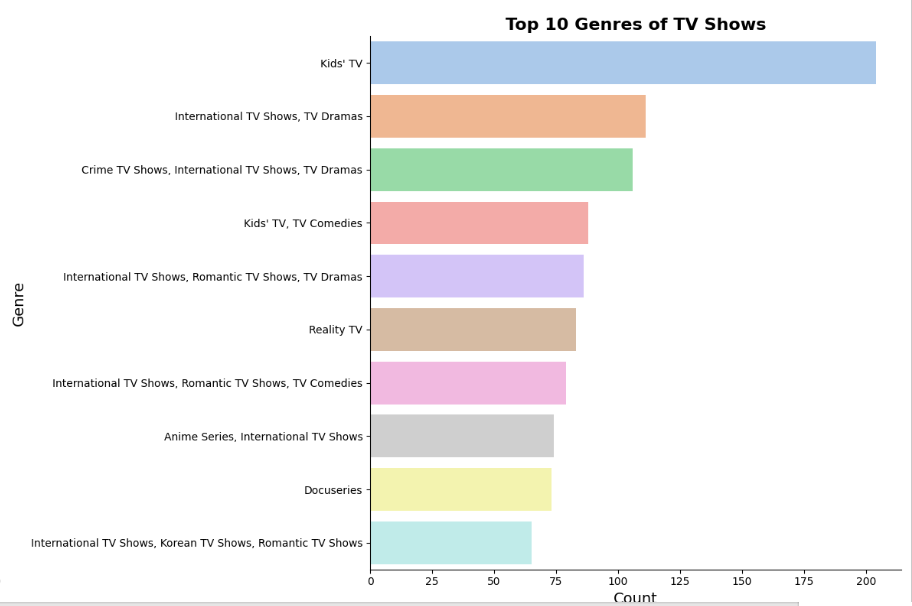 Top 10 Genres of TV Shows
Genre
Kids' TV
International TV Shows, TV Dramas
Crime TV Shows, International TV Shows, TV Dramas
Kids' TV, TV Comedies
International TV Shows, Romantic TV Shows, TV Dramas
Reality TV
International TV Shows, Romantic TV Shows, TV Comedies
Anime Series, International TV Shows
Docuseries
International TV Shows, Korean TV Shows, Romantic TV Shows
0 25 50 75 100 125 150 175 200
Count